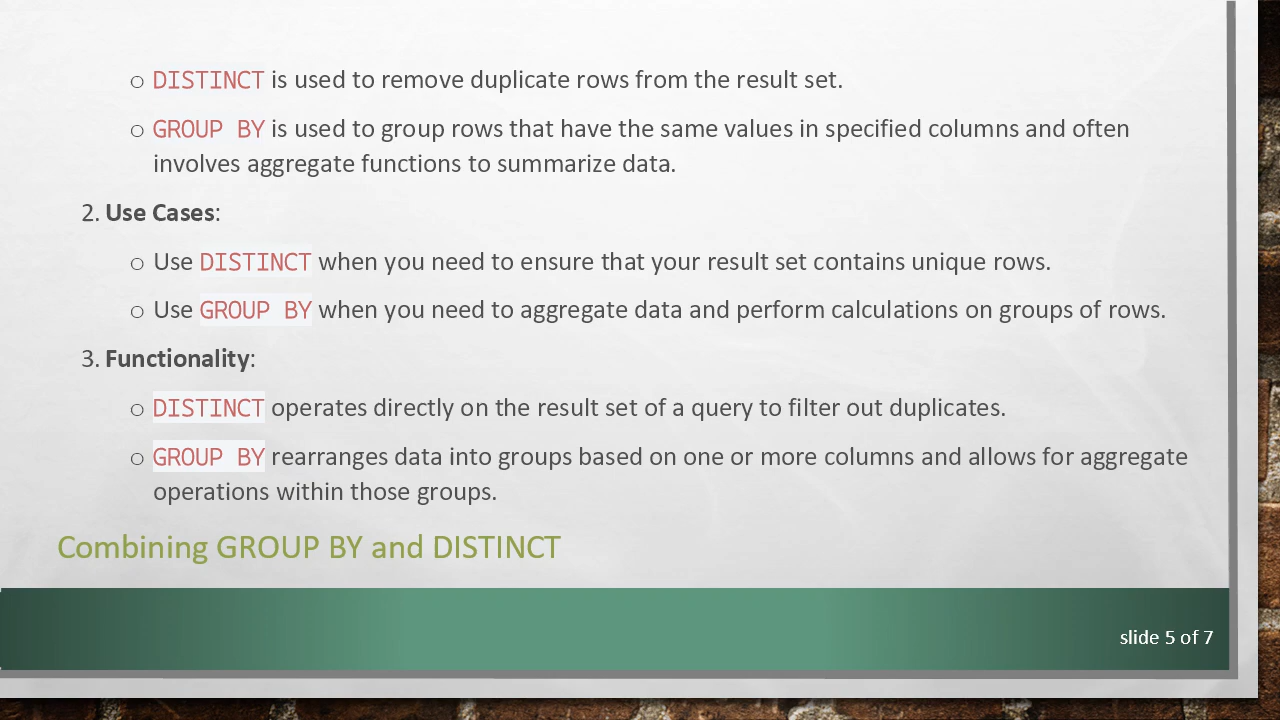 ○ DISTINCT is used to remove duplicate rows from the result set.
○ GROUP BY is used to group rows that have the same values in specified columns and often
involves aggregate functions to summarize data.
2. Use Cases:
○ Use DISTINCT when you need to ensure that your result set contains unique rows.
○ Use GROUP BY when you need to aggregate data and perform calculations on groups of rows.
3. Functionality:
○ DISTINCT operates directly on the result set of a query to filter out duplicates.
○ GROUP BY rearranges data into groups based on one or more columns and allows for aggregate
operations within those groups.
Combining GROUP BY and DISTINCT
slide 5 of 7